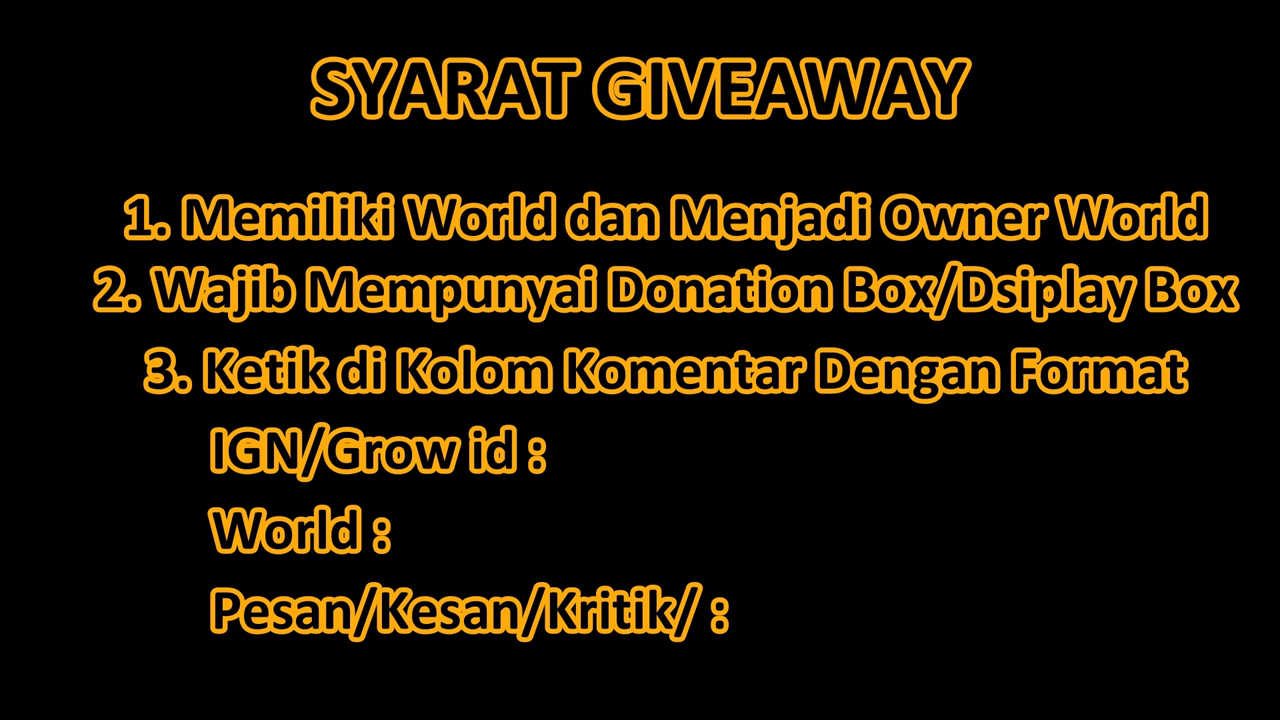 SYARAT GIVEAWAY
1. Memiliki World dan Menjadi Owner World
2. Wajib Mempunyai Donation Box/Dsiplay Box
3. Ketik di Kolom Komentar Dengan Format
IGN/Grow id :
World :
Pesan/Kesan/Kritik/ :